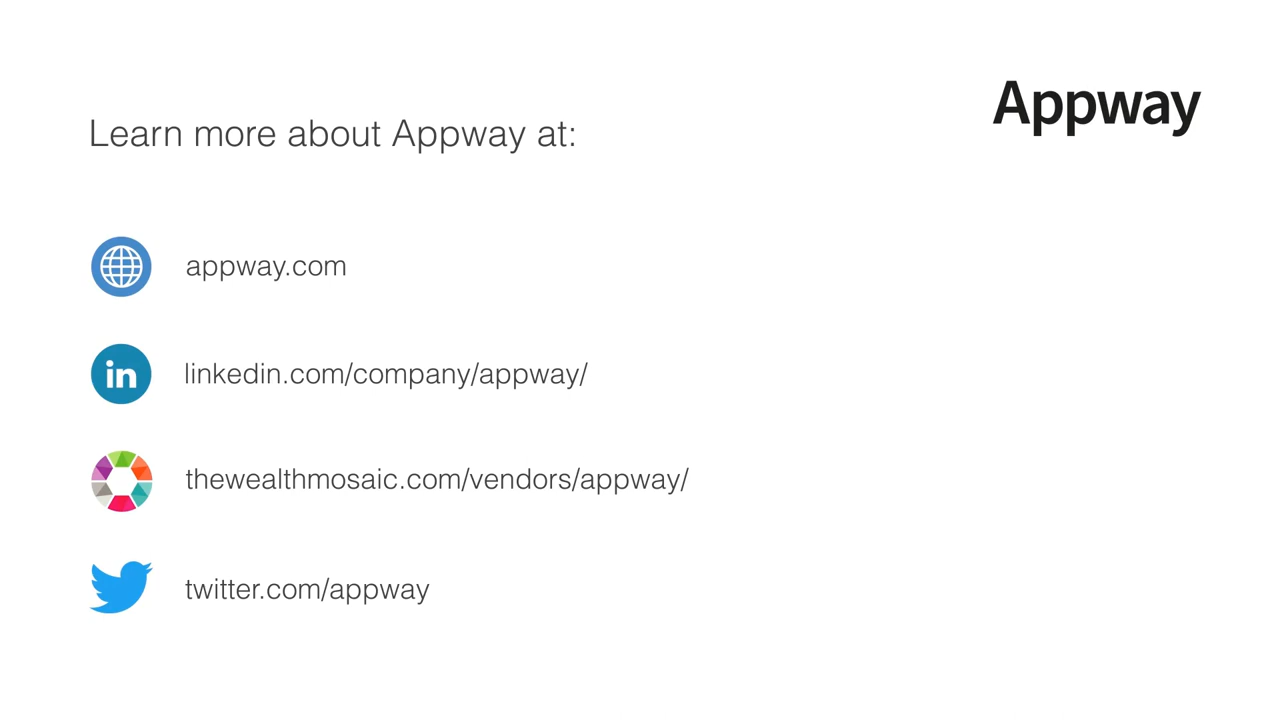 Appway
Learn more about Appway at:
appway.com
in
linkedin.com/company/appway/
thewealthmosaic.com/vendors/appway/
twitter.com/appway